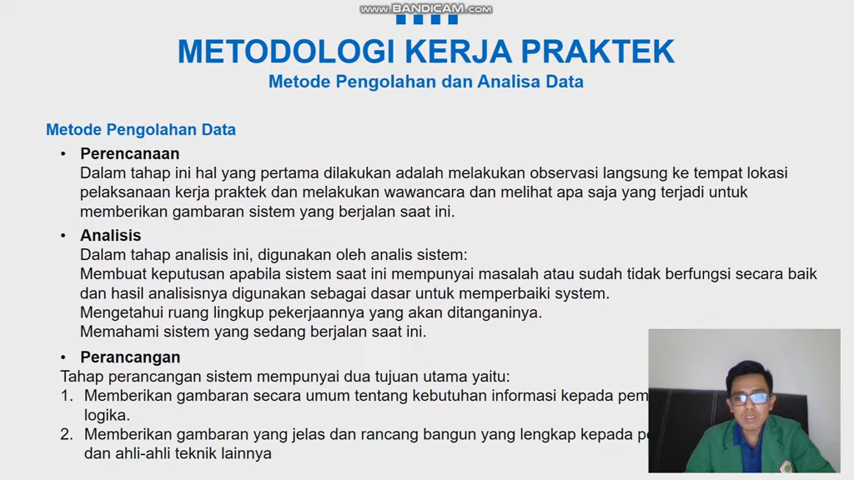 www.BANDICAM.com
METODOLOGI KERJA PRAKTEK
Metode Pengolahan dan Analisa Data
Metode Pengolahan Data
• Perencanaan
Dalam tahap ini hal yang pertama dilakukan adalah melakukan observasi langsung ke tempat lokasi
pelaksanaan kerja praktek dan melakukan wawancara dan melihat apa saja yang terjadi untuk
memberikan gambaran sistem yang berjalan saat ini.
• Analisis
Dalam tahap analisis ini, digunakan oleh analis sistem:
Membuat keputusan apabila sistem saat ini mempunyai masalah atau sudah tidak berfungsi secara baik
dan hasil analisisnya digunakan sebagai dasar untuk memperbaiki system.
Mengetahui ruang lingkup pekerjaannya yang akan ditanganinya.
Memahami sistem yang sedang berjalan saat ini.
• Perancangan
Tahap perancangan sistem mempunyai dua tujuan utama yaitu:
1. Memberikan gambaran secara umum tentang kebutuhan informasi kepada
logika.
2. Memberikan gambaran yang jelas dan rancang bangun yang lengkap kepada
dan ahli-ahli teknik lainnya